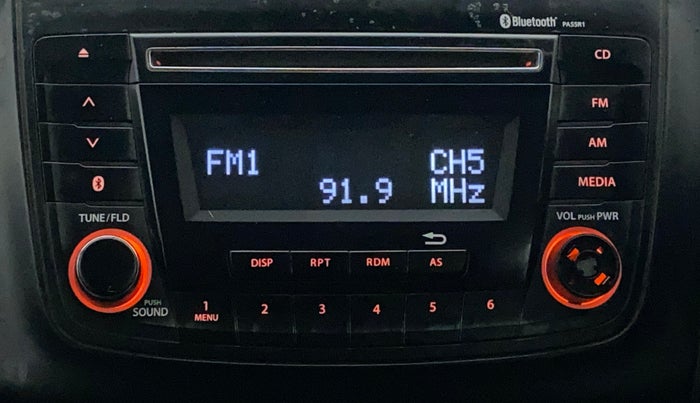 Bluetooth® PA5SR1
CD
FM
AM
MEDIA
FM1 CH5
91.9 MHz
TUNE/FLD
VOL PUSH PWR
DISP RPT RDM AS
PUSH
SOUND
1 2 3 4 5 6
MENU